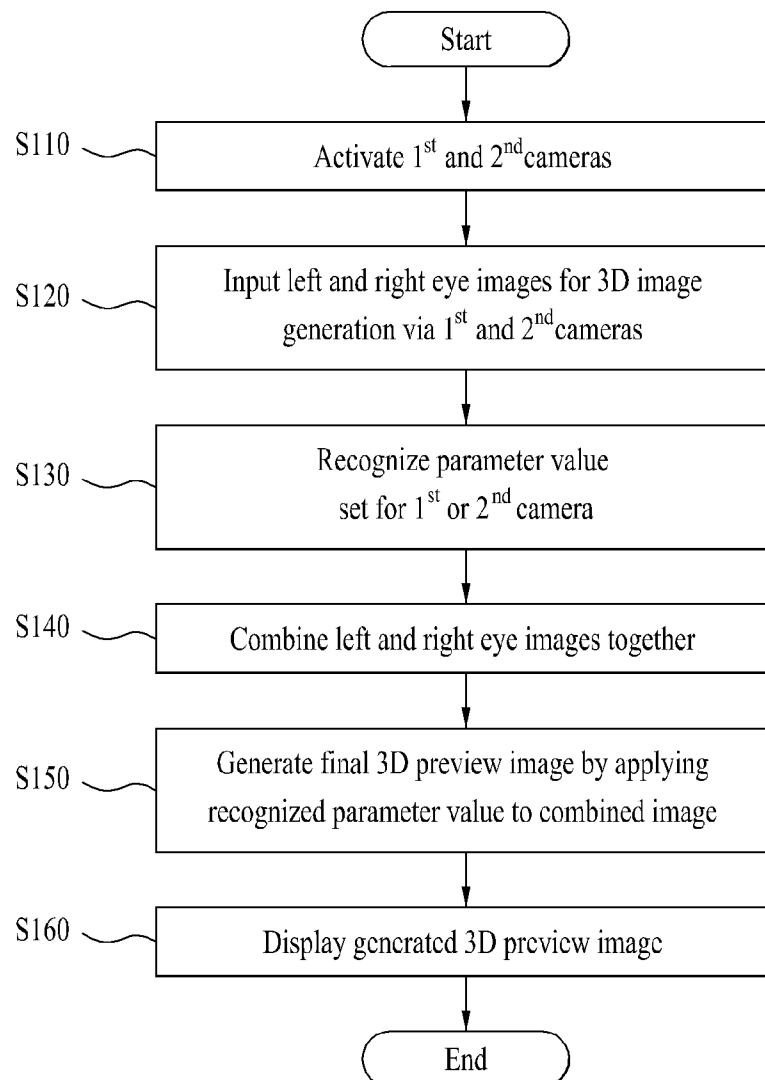 Start
S110
Activate 1st and 2nd cameras
S120
Input left and right eye images for 3D image
generation via 1st and 2nd cameras
S130
Recognize parameter value
set for 1st or 2nd camera
S140
Combine left and right eye images together
S150
Generate final 3D preview image by applying
recognized parameter value to combined image
S160
Display generated 3D preview image
End